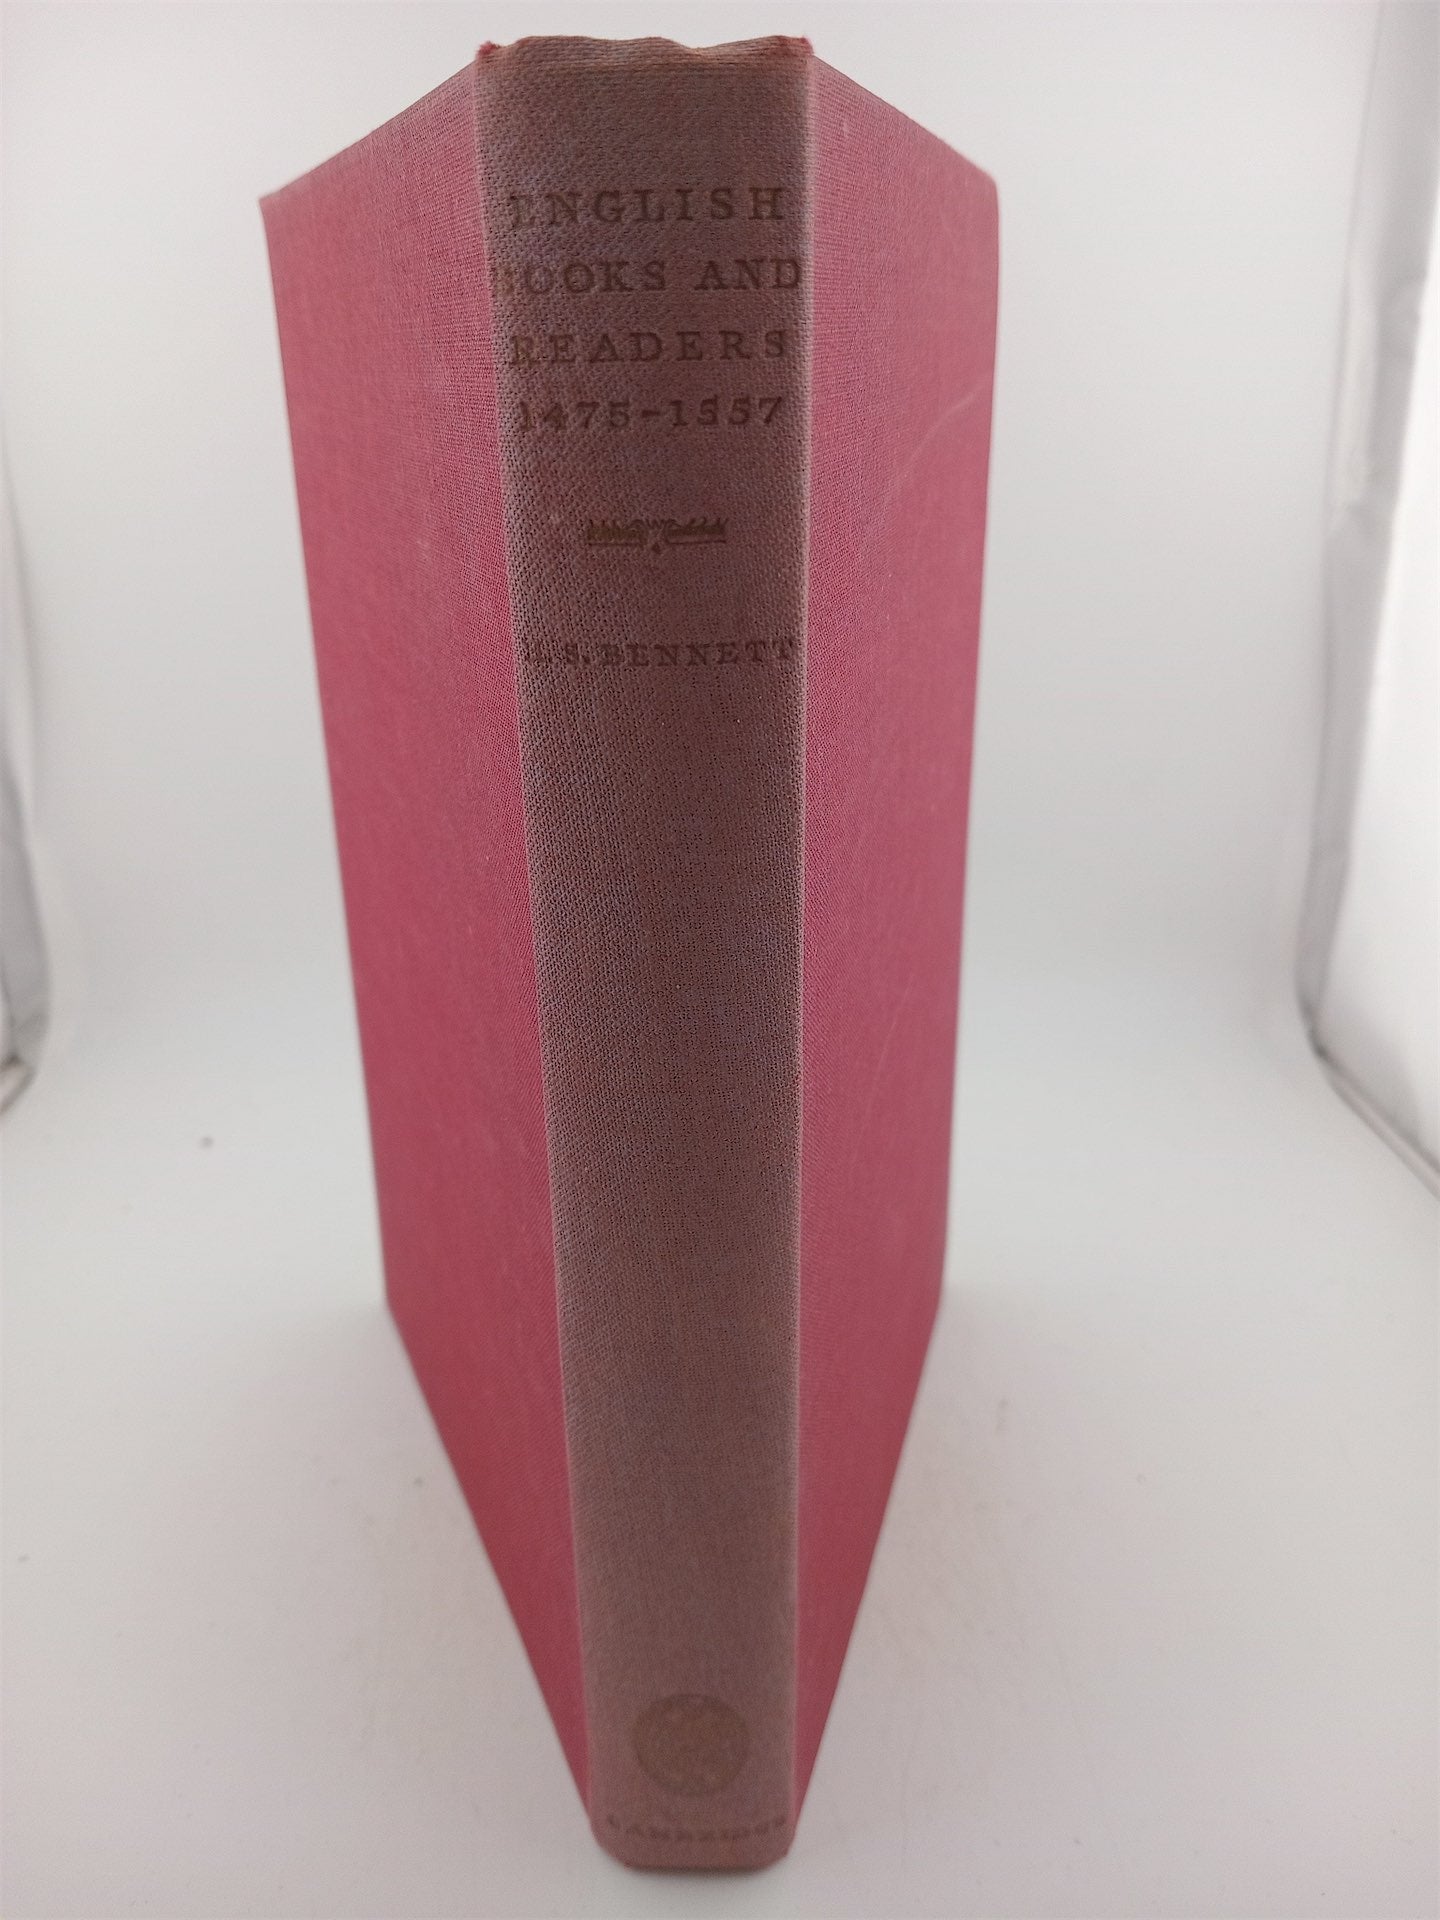 ENGLISH
BOOKS AND
READERS
1475-1557
H.S. BENNETT
CAMBRIDGE